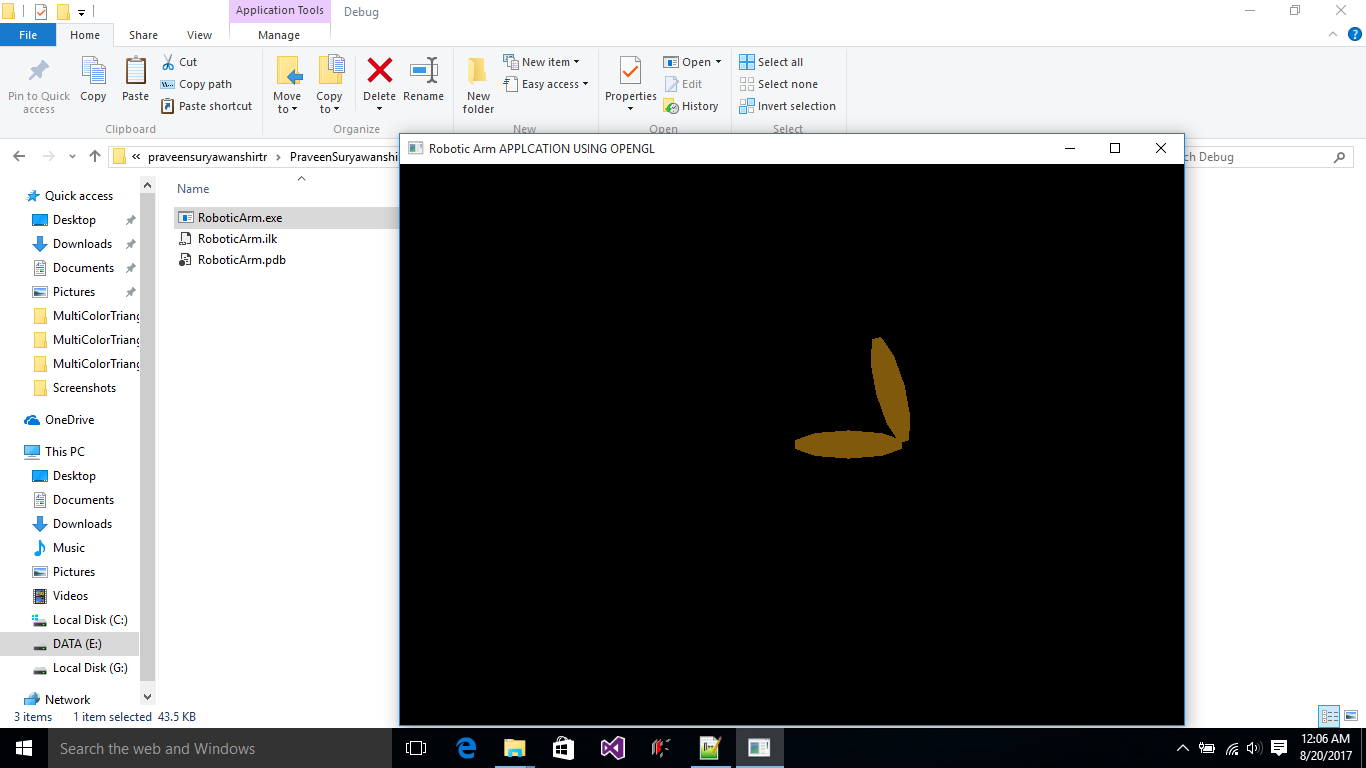 Application Tools
Debug
File
Home
Share
View
Manage
Pin to Quick access
Copy
Paste
Cut
Copy path
Paste shortcut
Clipboard
Move to
Copy to
Delete
Rename
Organize
New folder
New item
Easy access
New
Properties
Open
Edit
History
Open
Select all
Select none
Invert selection
Select
« praveensuryawanshirtr › PraveenSuryawanshi
Debug
Robotic Arm APPLCATION USING OPENGL
Name
RoboticArm.exe
RoboticArm.ilk
RoboticArm.pdb
Quick access
Desktop
Downloads
Documents
Pictures
MultiColorTriang
MultiColorTriang
MultiColorTriang
Screenshots
OneDrive
This PC
Desktop
Documents
Downloads
Music
Pictures
Videos
Local Disk (C:)
DATA (E:)
Local Disk (G:)
Network
3 items
1 item selected 43.5 KB
Search the web and Windows
12:06 AM
8/20/2017